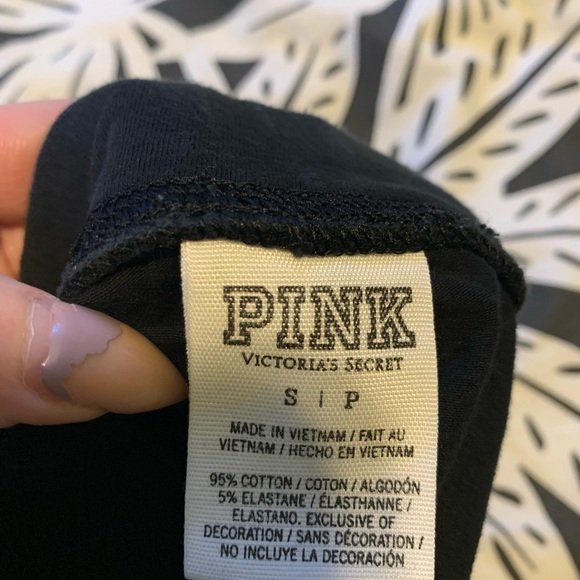 PINK
VICTORIA'S SECRET
S | P
MADE IN VIETNAM / FAIT AU
VIETNAM / HECHO EN VIETNAM
95% COTTON / COTON / ALGODÓN
5% ELASTANE / ÉLASTHANNE /
ELASTANO. EXCLUSIVE OF
DECORATION / SANS DÉCORATION /
NO INCLUYE LA DECORACIÓN